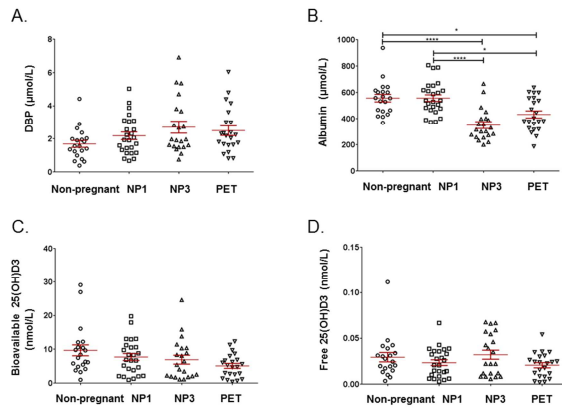 A.
DBP (µmol/L)
8
6
4
2
0
Non-pregnant NP1 NP3 PET
B.
Albumin (µmol/L)
1000
800
600
400
200
0
*
****
*
****
Non-pregnant NP1 NP3 PET
C.
Bioavailable 25(OH)D3
(nmol/L)
40
30
20
10
0
Non-pregnant NP1 NP3 PET
D.
Free 25(OH)D3 (nmol/L)
0.15
0.10
0.05
0.00
Non-pregnant NP1 NP3 PET